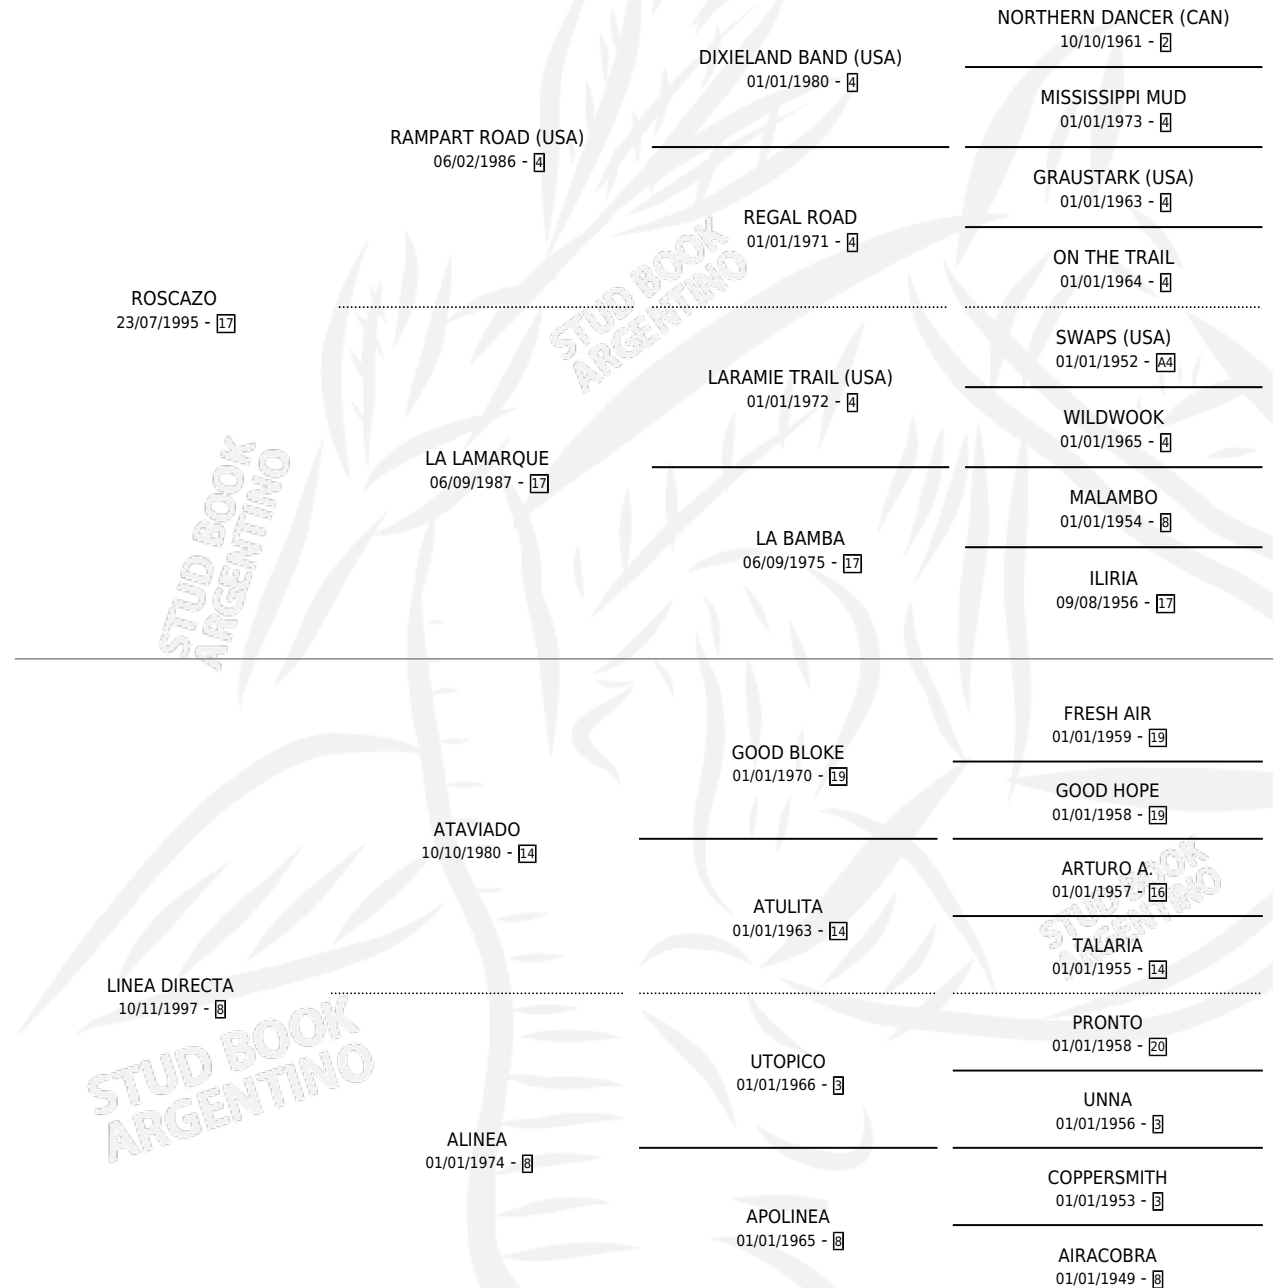 NORTHERN DANCER (CAN)
10/10/1961 - 2
DIXIELAND BAND (USA)
01/01/1980 - 4
MISSISSIPPI MUD
01/01/1973 - 4
RAMPART ROAD (USA)
06/02/1986 - 4
GRAUSTARK (USA)
01/01/1963 - 4
REGAL ROAD
01/01/1971 - 4
ON THE TRAIL
01/01/1964 - 4
ROSCAZO
23/07/1995 - 17
SWAPS (USA)
01/01/1952 - A4
LARAMIE TRAIL (USA)
01/01/1972 - 4
WILDWOOK
01/01/1965 - 4
LA LAMARQUE
06/09/1987 - 17
MALAMBO
01/01/1954 - 8
LA BAMBA
06/09/1975 - 17
ILIRIA
09/08/1956 - 17
STUD BOOK
ARGENTINO
STUD BOOK
ARGENTINO
FRESH AIR
01/01/1959 - 19
GOOD BLOKE
01/01/1970 - 19
GOOD HOPE
01/01/1958 - 19
ATAVIADO
10/10/1980 - 14
ARTURO A.
01/01/1957 - 16
ATULITA
01/01/1963 - 14
TALARIA
01/01/1955 - 14
STUD BOOK
ARGENTINO
LINEA DIRECTA
10/11/1997 - 8
PRONTO
01/01/1958 - 20
UTOPICO
01/01/1966 - 3
UNNA
01/01/1956 - 3
STUD BOOK
ARGENTINO
ALINEA
01/01/1974 - 8
COPPERSMITH
01/01/1953 - 3
APOLINEA
01/01/1965 - 8
AIRACOBRA
01/01/1949 - 8